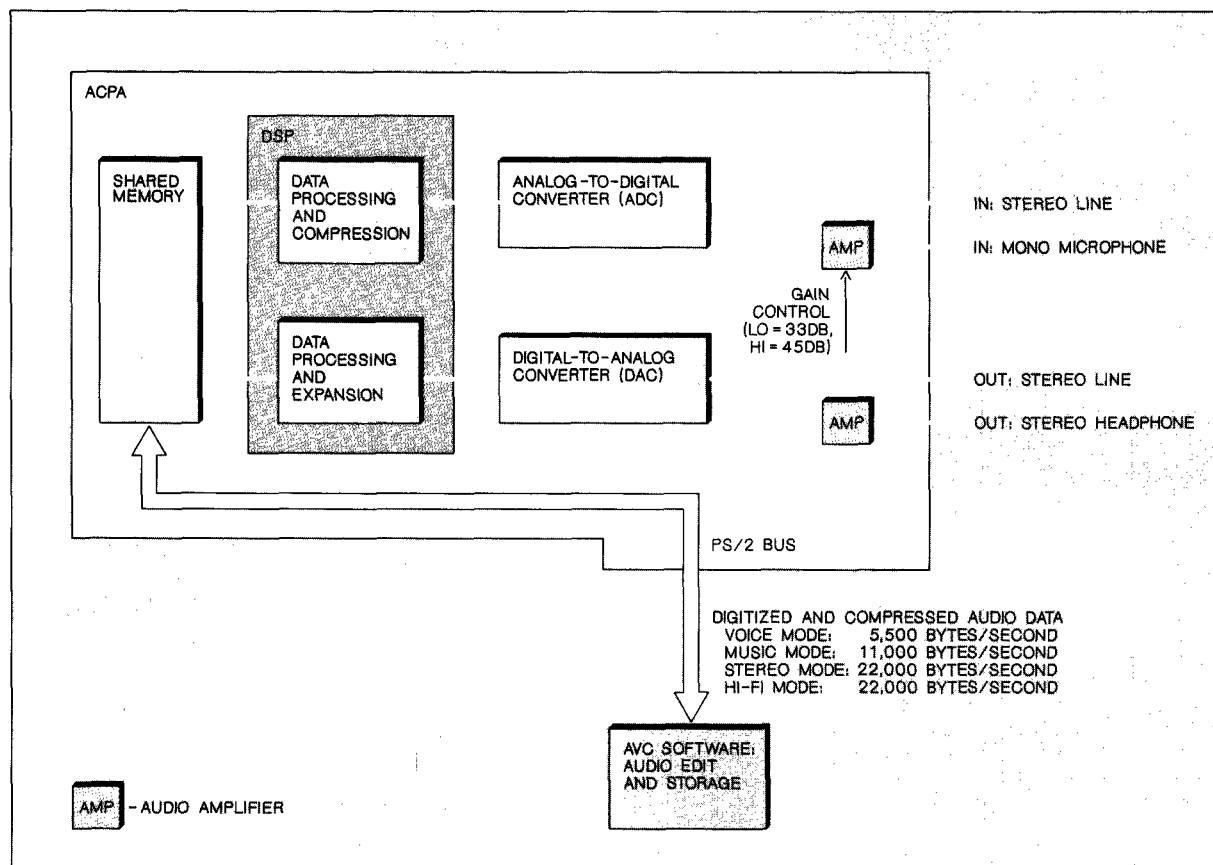 ACPA
DSP
SHARED
MEMORY
DATA
PROCESSING
AND
COMPRESSION
ANALOG-TO-DIGITAL
CONVERTER (ADC)
IN: STEREO LINE
AMP
IN: MONO MICROPHONE
GAIN
CONTROL
(LO = 33DB,
HI = 45DB)
DATA
PROCESSING
AND
EXPANSION
DIGITAL-TO-ANALOG
CONVERTER (DAC)
OUT: STEREO LINE
AMP
OUT: STEREO HEADPHONE
PS/2 BUS
DIGITIZED AND COMPRESSED AUDIO DATA
VOICE MODE: 5,500 BYTES/SECOND
MUSIC MODE: 11,000 BYTES/SECOND
STEREO MODE: 22,000 BYTES/SECOND
HI-FI MODE: 22,000 BYTES/SECOND
AVC SOFTWARE:
AUDIO EDIT
AND STORAGE
AMP - AUDIO AMPLIFIER